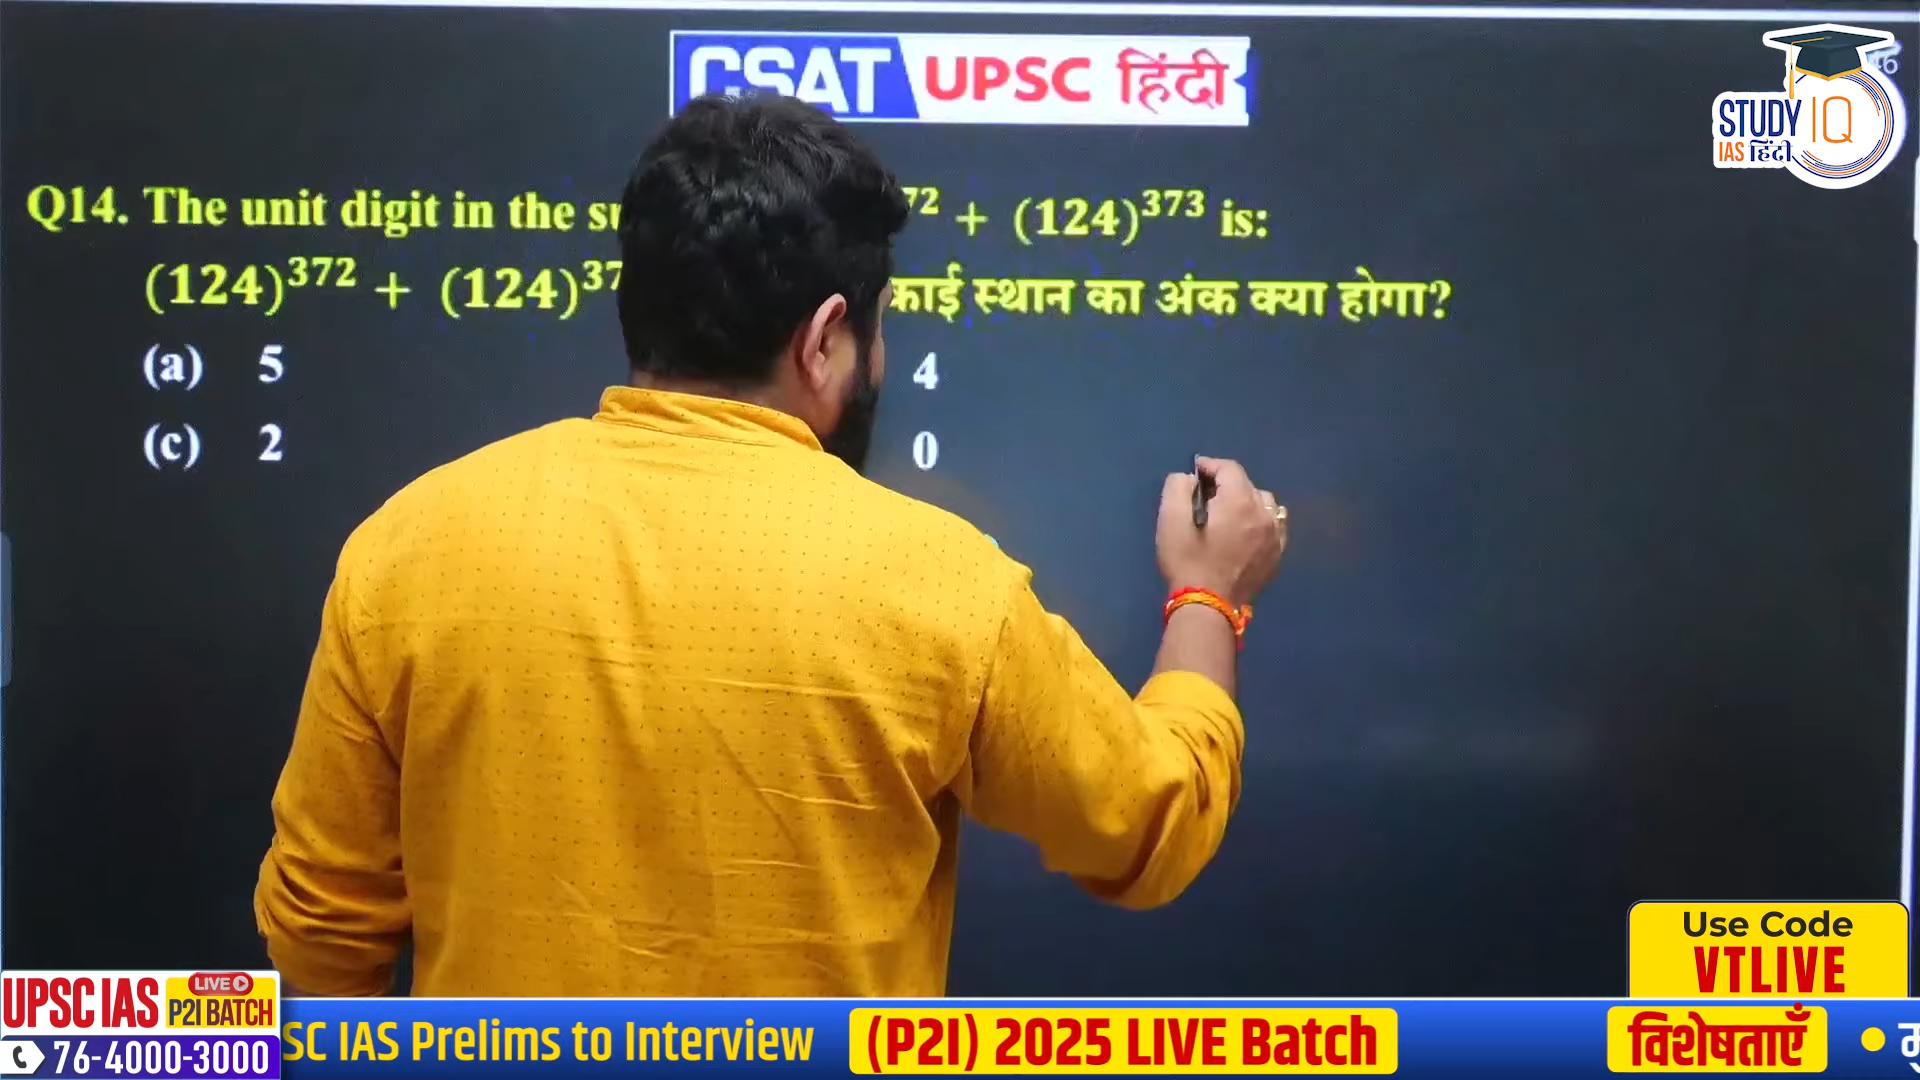 CSAT UPSC हिंदी
46
STUDY IQ
IAS हिंदी
Q14. The unit digit in the 72 + (124)^373 is:
(124)^372 + (124) स्थान का अंक क्या होगा?
(a) 5 4
(c) 2 0
Use Code
VTLIVE
UPSC IAS LIVE P2I BATCH
76-4000-3000
SC IAS Prelims to Interview (P2I) 2025 LIVE Batch विशेषताएँ •